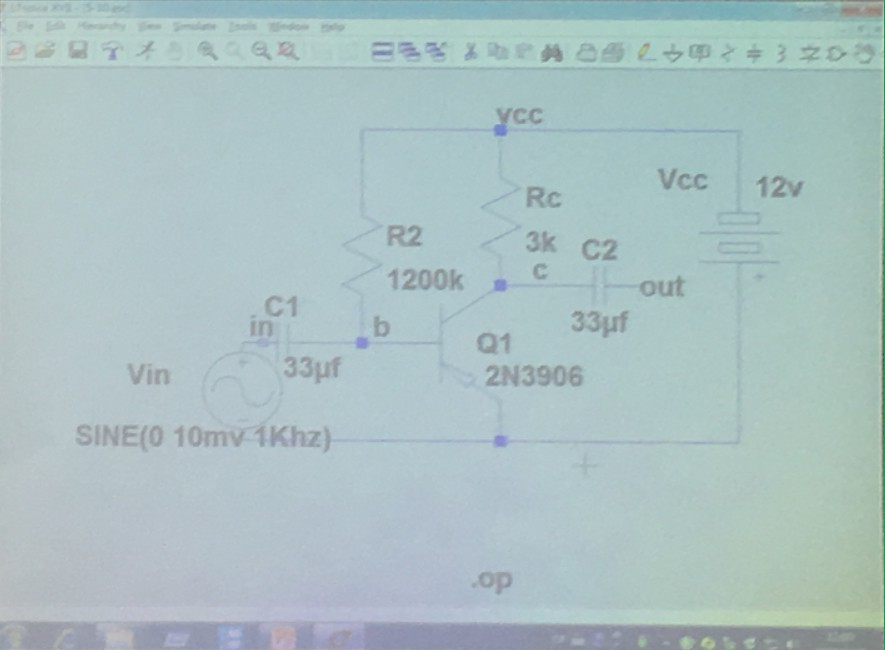 File Edit Hierarchy View Simulate Tools Window Help
vcc
Rc
3k
c
C2
33µf
out
Vcc
12v
R2
1200k
C1
in
33µf
b
Q1
2N3906
Vin
SINE(0 10mv 1Khz)
.op